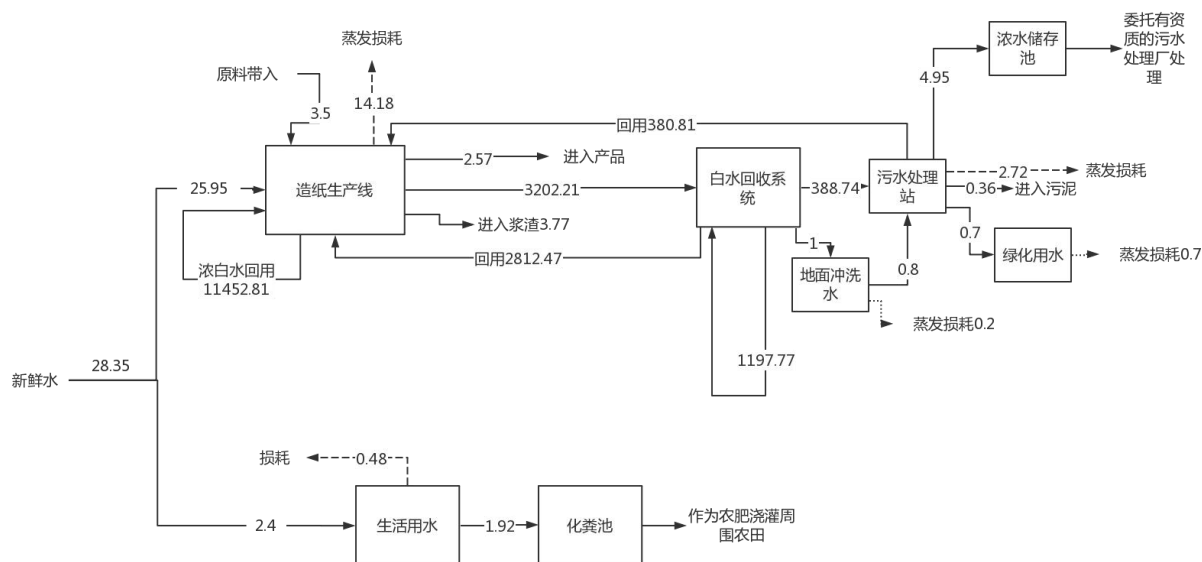 委托有资
质的污水
处理厂处
理
浓水储存
池
4.95
蒸发损耗
原料带入
14.18
3.5
回用380.81
2.57
进入产品
造纸生产线
25.95
3202.21
白水回收系
统
388.74
污水处理
站
2.72
蒸发损耗
0.36
进入污泥
进入浆渣3.77
0.7
绿化用水
蒸发损耗0.7
1
回用2812.47
浓白水回用
11452.81
地面冲洗
水
0.8
蒸发损耗0.2
1197.77
28.35
新鲜水
损耗
0.48
2.4
生活用水
1.92
化粪池
作为农肥浇灌周
围农田